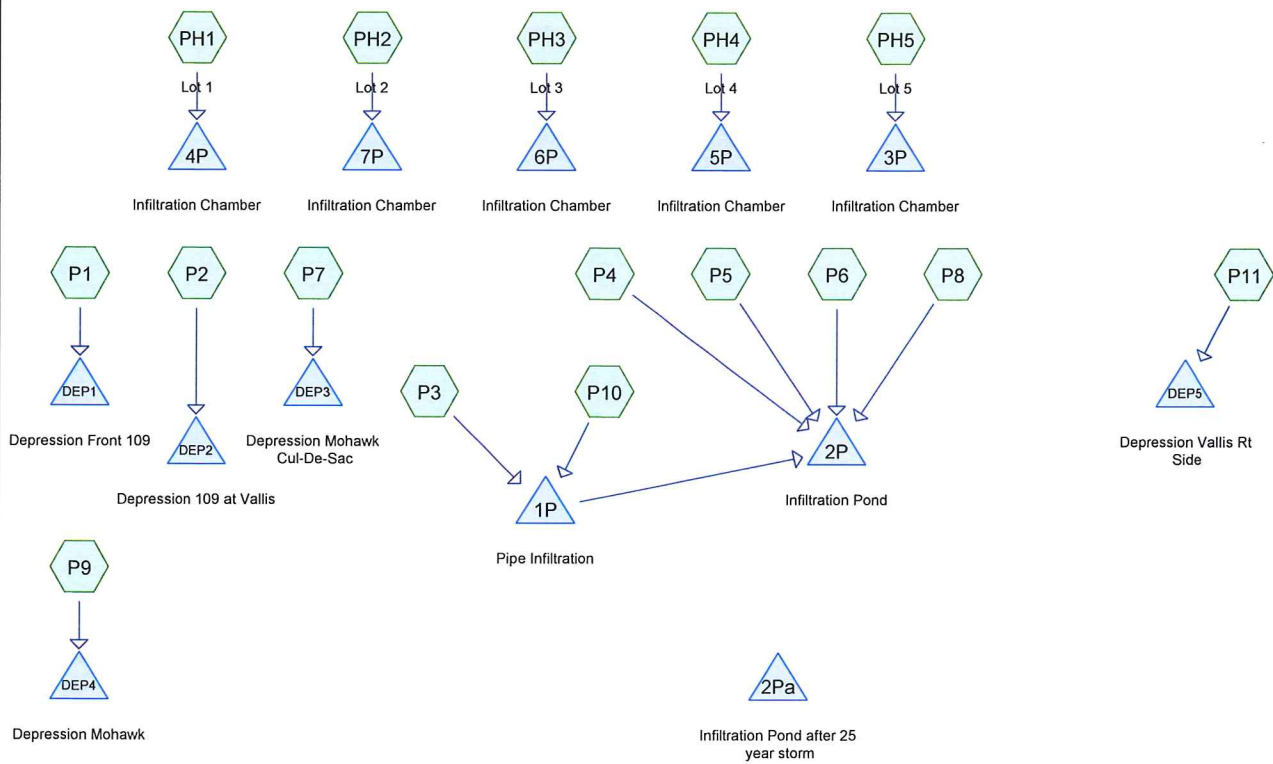 PH1
PH2
PH3
PH4
PH5
Lot 1
Lot 2
Lot 3
Lot 4
Lot 5
4P
7P
6P
5P
3P
Infiltration Chamber
Infiltration Chamber
Infiltration Chamber
Infiltration Chamber
Infiltration Chamber
P1
P2
P7
P4
P5
P6
P8
P11
DEP1
DEP3
P3
P10
DEP5
Depression Front 109
DEP2
Depression Mohawk
Cul-De-Sac
2P
Depression Vallis Rt
Side
Depression 109 at Vallis
1P
Infiltration Pond
Pipe Infiltration
P9
DEP4
2Pa
Depression Mohawk
Infiltration Pond after 25
year storm